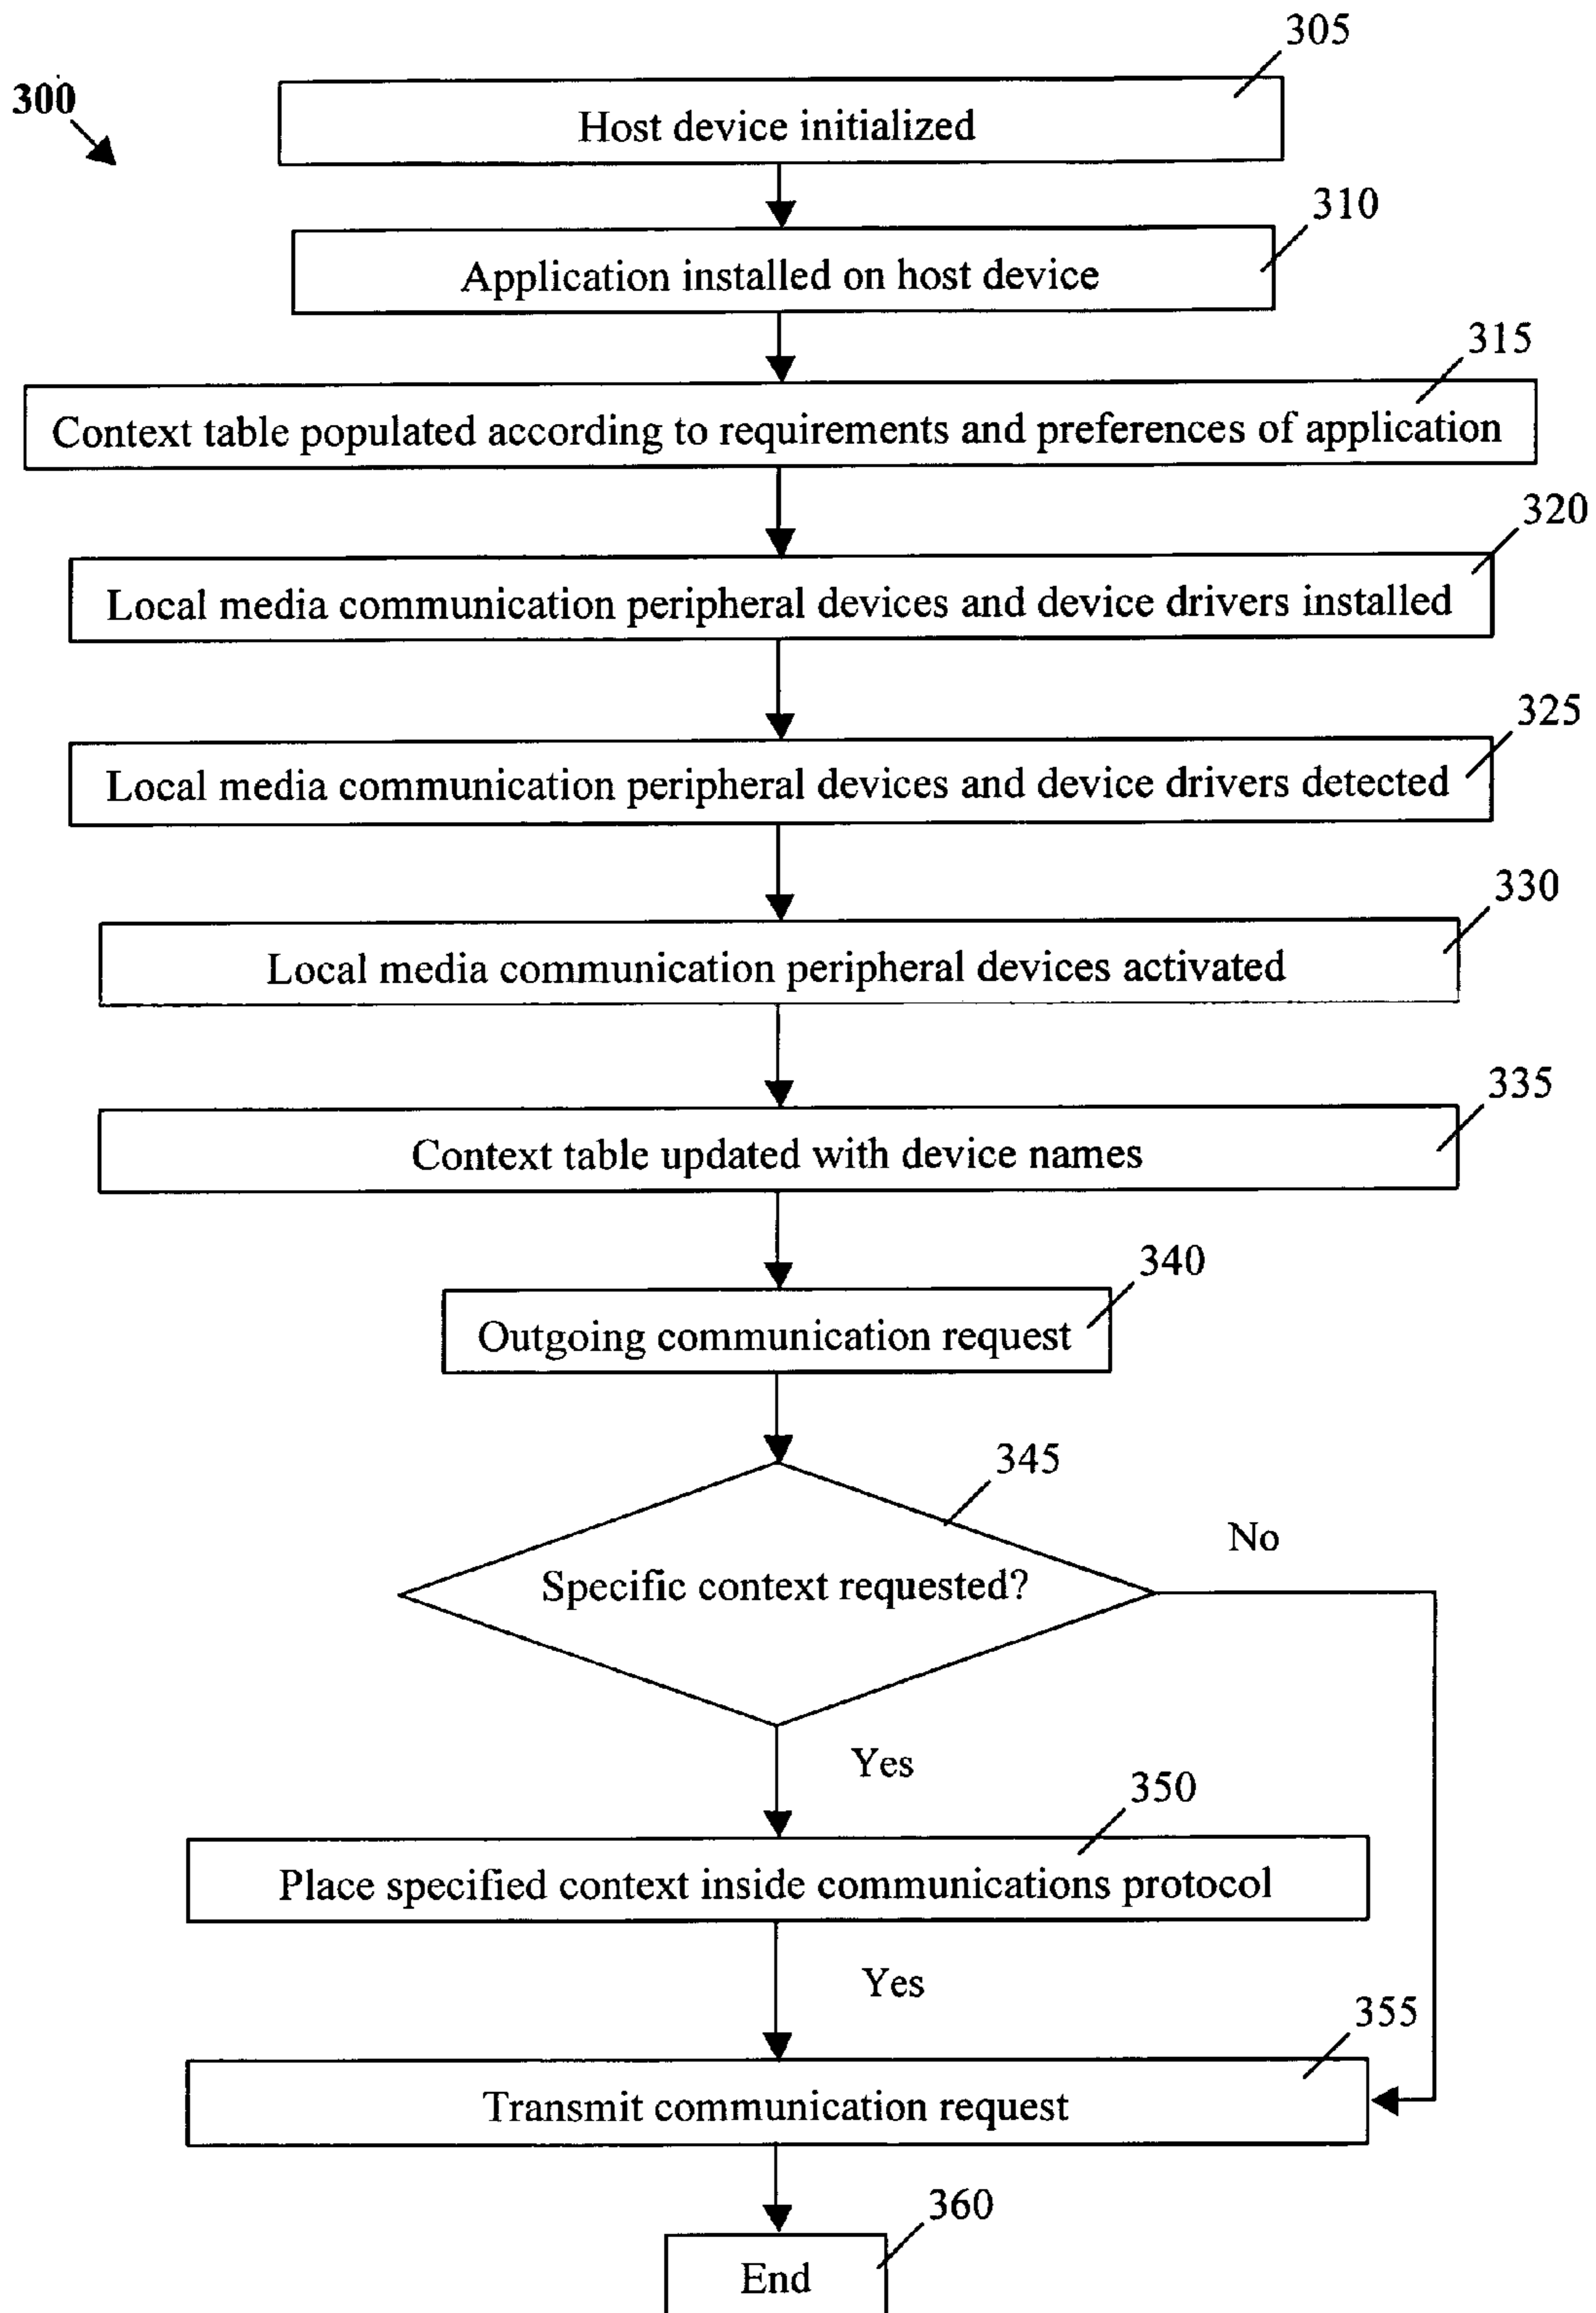 305
300
Host device initialized
310
Application installed on host device
315
Context table populated according to requirements and preferences of application
320
Local media communication peripheral devices and device drivers installed
325
Local media communication peripheral devices and device drivers detected
330
Local media communication peripheral devices activated
335
Context table updated with device names
340
Outgoing communication request
345
No
Specific context requested?
Yes
350
Place specified context inside communications protocol
Yes
355
Transmit communication request
360
End